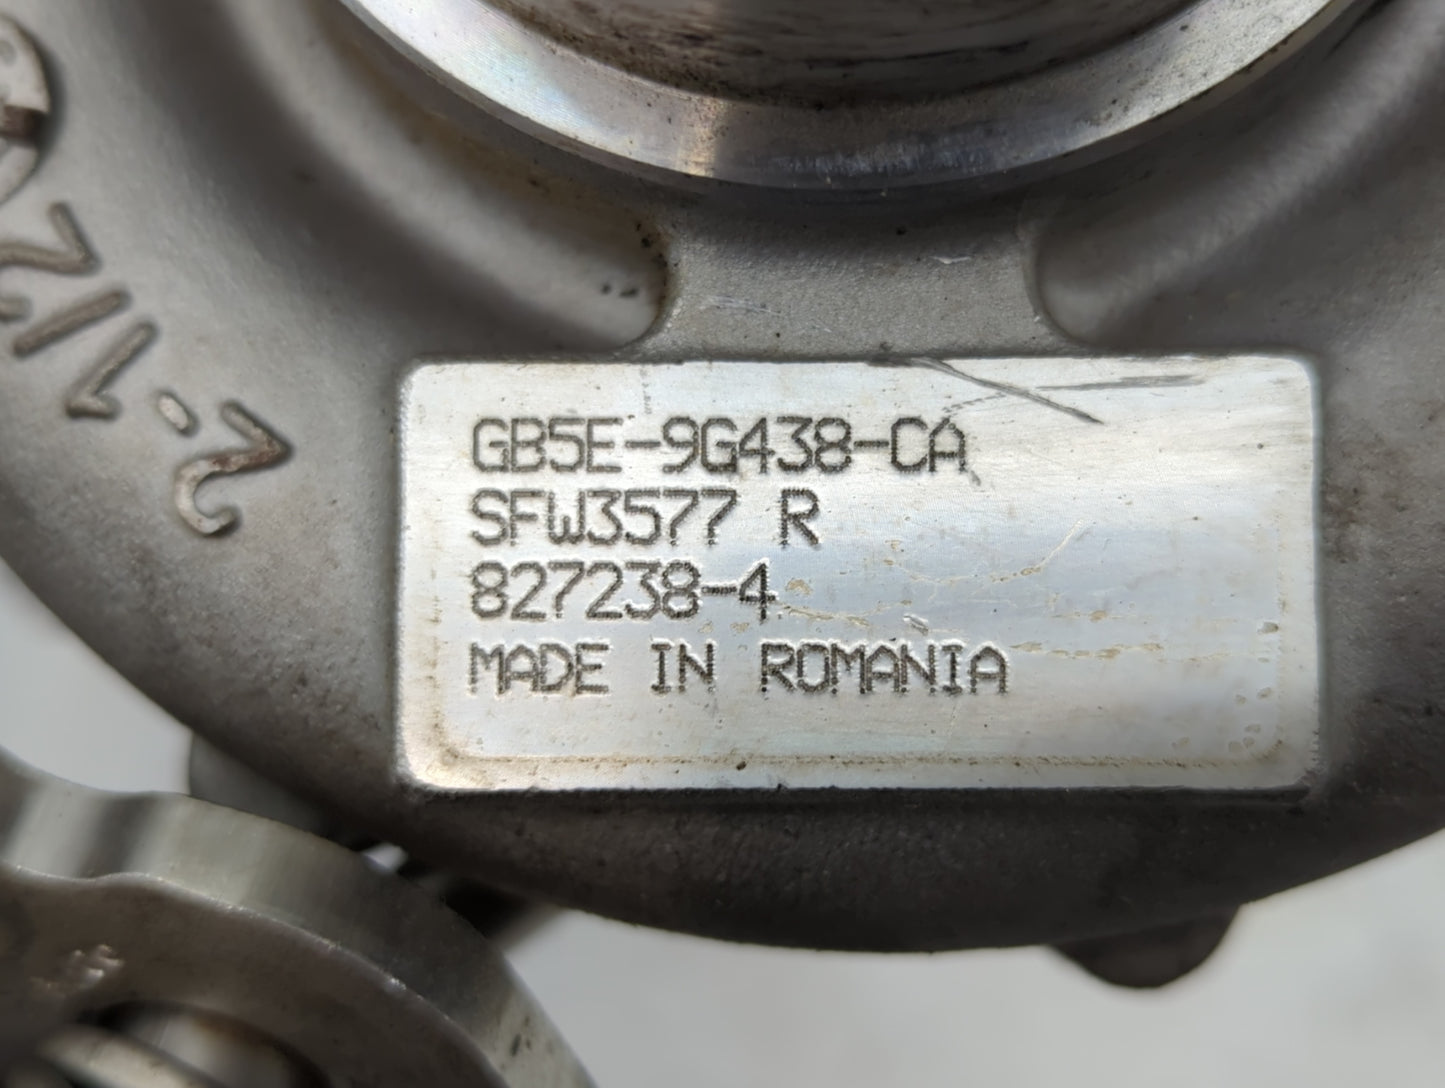 GB5E-9G438-CA
SFW3577 R
827238-4
MADE IN ROMANIA